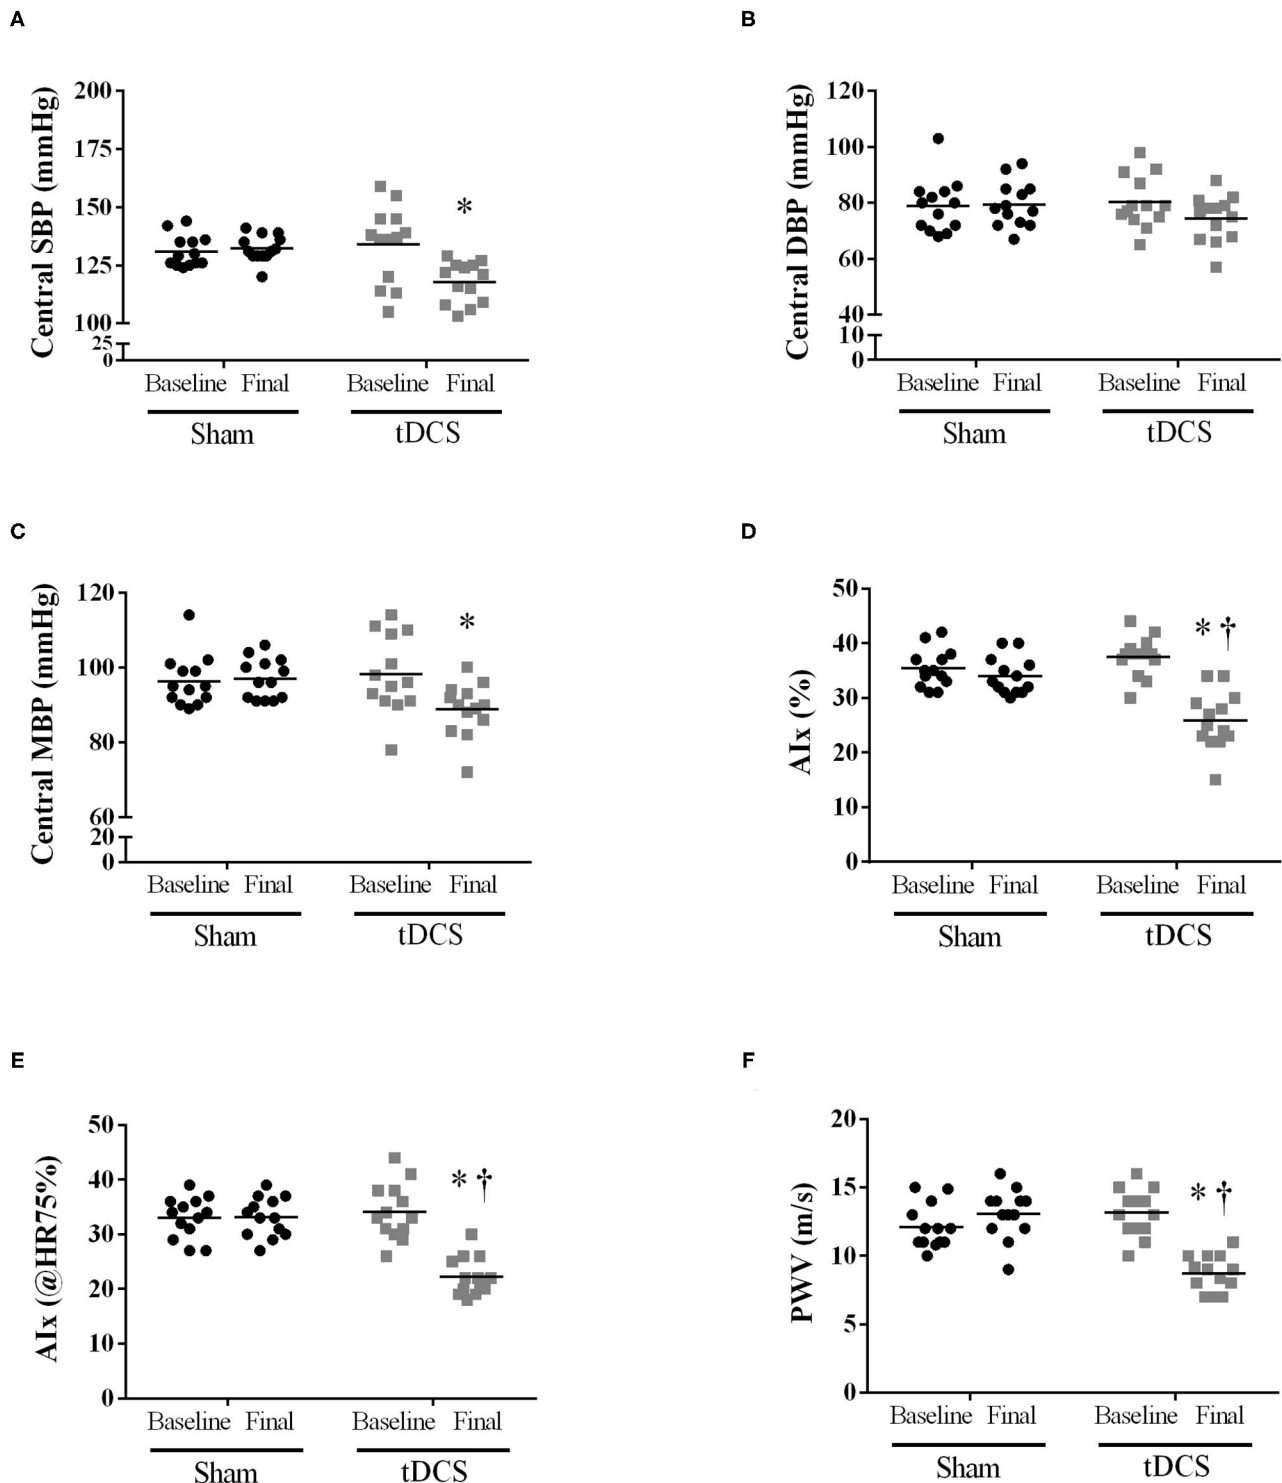 A
Central SBP (mmHg)
200
175
150
125
100
25
0
*
Baseline Final Baseline Final
Sham tDCS
B
Central DBP (mmHg)
120
100
80
60
40
10
0
Baseline Final Baseline Final
Sham tDCS
C
Central MBP (mmHg)
120
100
80
60
20
0
*
Baseline Final Baseline Final
Sham tDCS
D
AIx (%)
50
40
30
20
10
0
* †
Baseline Final Baseline Final
Sham tDCS
E
AIx (@HR75%)
50
40
30
20
10
0
* †
Baseline Final Baseline Final
Sham tDCS
F
PWV (m/s)
20
15
10
5
0
* †
Baseline Final Baseline Final
Sham tDCS